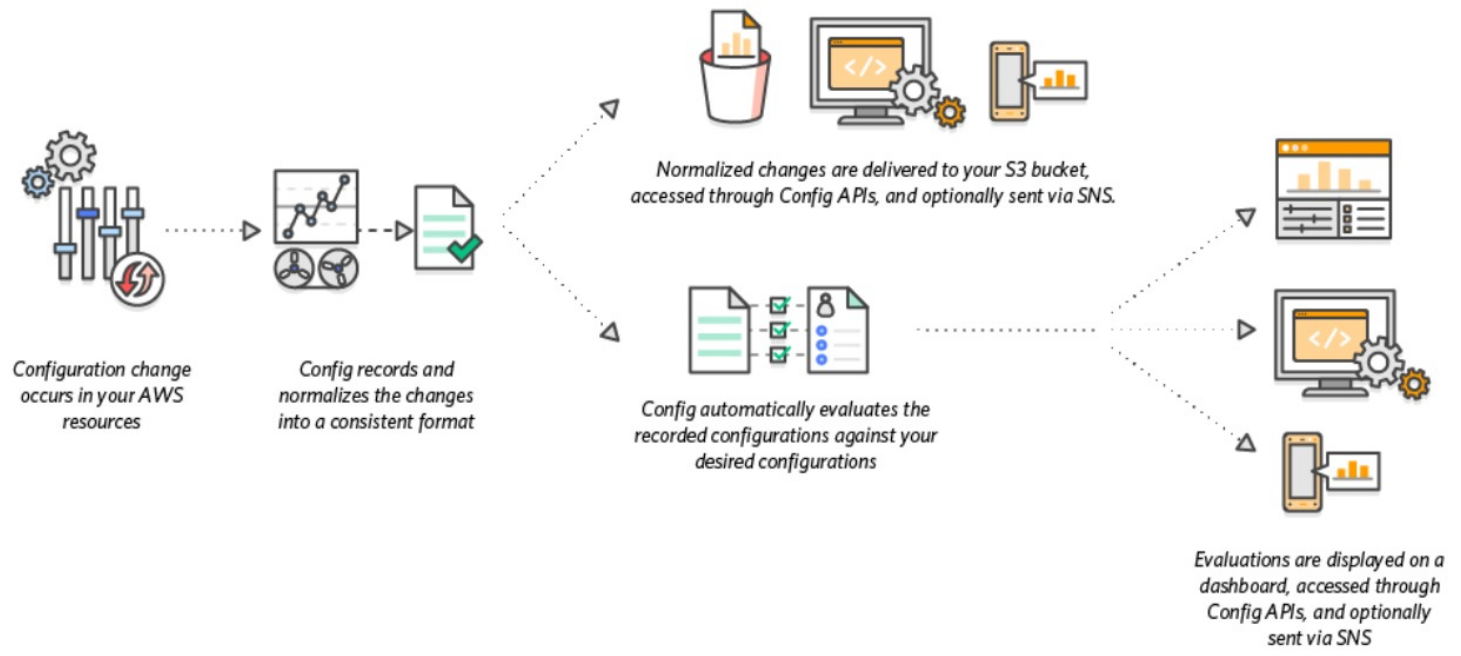 Normalized changes are delivered to your S3 bucket,
accessed through Config APIs, and optionally sent via SNS.
Configuration change
occurs in your AWS
resources
Config records and
normalizes the changes
into a consistent format
Config automatically evaluates the
recorded configurations against your
desired configurations
Evaluations are displayed on a
dashboard, accessed through
Config APIs, and optionally
sent via SNS